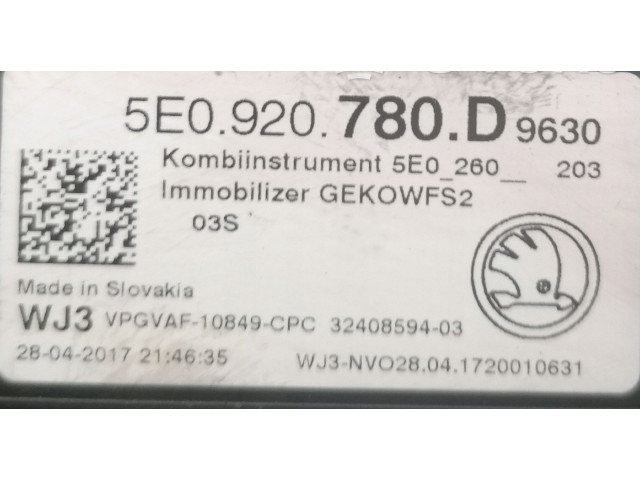 5E0.920.780.D 9630
Kombiinstrument 5E0_260__ 203
Immobilizer GEKOWFS2
03S
Made in Slovakia
WJ3 VPGVAF-10849-CPC 32408594-03
28-04-2017 21:46:35 WJ3-NVO28.04.1720010631